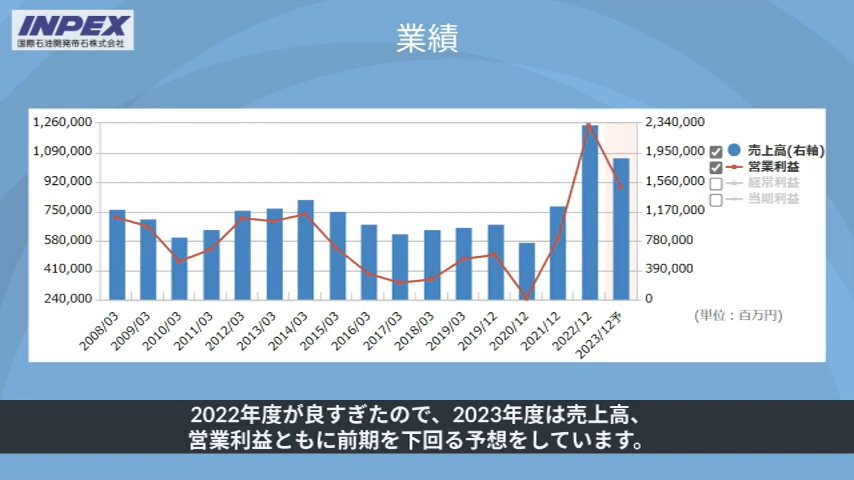 INPEX
国際石油開発帝石株式会社
業績
1,260,000
1,090,000
920,000
750,000
580,000
410,000
240,000
2,340,000
1,950,000
1,560,000
1,170,000
780,000
390,000
0
売上高(右軸)
営業利益
経常利益
当期利益
(単位：百万円)
2008/03
2009/03
2010/03
2011/03
2012/03
2013/03
2014/03
2015/03
2016/03
2017/03
2018/03
2019/03
2019/12
2020/12
2021/12
2022/12
2023/12予
2022年度が良すぎたので、2023年度は売上高、
営業利益ともに前期を下回る予想をしています。